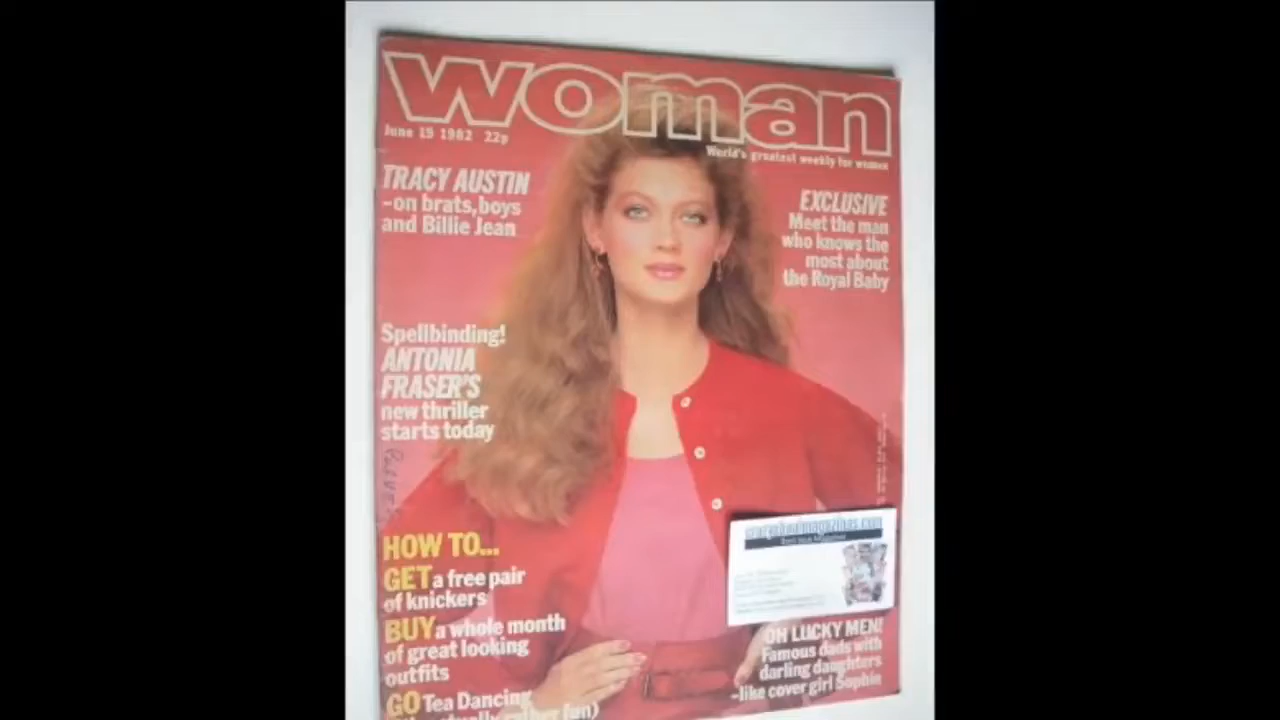 woman
June 19 1982 22p
World's greatest weekly for women
TRACY AUSTIN
-on brats, boys
and Billie Jean
EXCLUSIVE
Meet the man
who knows the
most about
the Royal Baby
Spellbinding!
ANTONIA
FRASER'S
new thriller
starts today
HOW TO...
GET a free pair
of knickers
BUY a whole month
of great looking
outfits
GO Tea Dancing
OH LUCKY MEN!
Famous dads with
darling daughters
-like cover girl Sophie